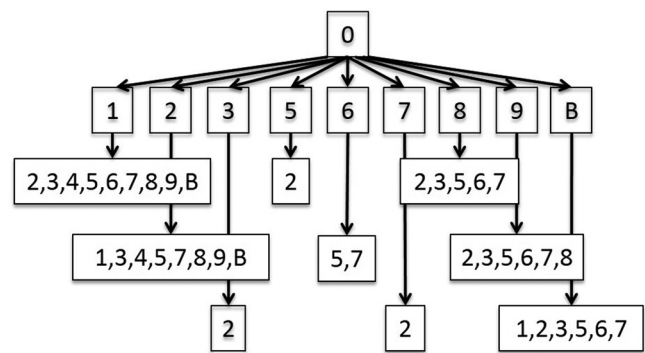 0
1 2 3 5 6 7 8 9 B
2,3,4,5,6,7,8,9,B 2 2,3,5,6,7
1,3,4,5,7,8,9,B 5,7 2,3,5,6,7,8
2 2 1,2,3,5,6,7